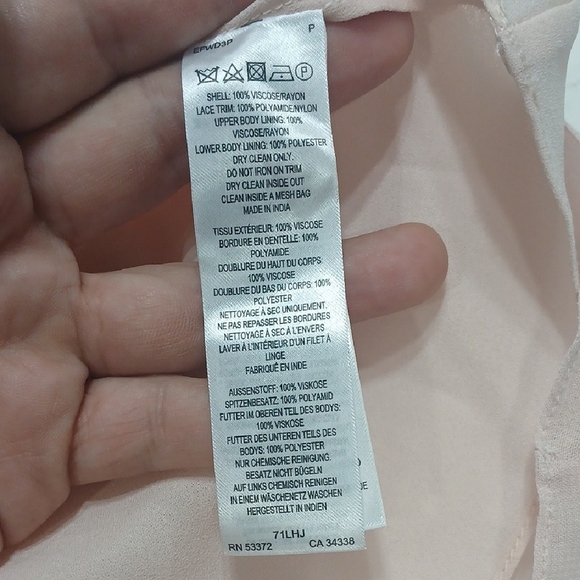 EPWD3P P
P
SHELL: 100% VISCOSE/RAYON
LACE TRIM: 100% POLYAMIDE/NYLON
UPPER BODY LINING: 100%
VISCOSE/RAYON
LOWER BODY LINING: 100% POLYESTER
DRY CLEAN ONLY.
DO NOT IRON ON TRIM
DRY CLEAN INSIDE OUT
CLEAN INSIDE A MESH BAG
MADE IN INDIA
TISSU EXTÉRIEUR: 100% VISCOSE
BORDURE EN DENTELLE: 100%
POLYAMIDE
DOUBLURE DU HAUT DU CORPS:
100% VISCOSE
DOUBLURE DU BAS DU CORPS: 100%
POLYESTER
NETTOYAGE À SEC UNIQUEMENT.
NE PAS REPASSER LES BORDURES
NETTOYAGE À SEC À L'ENVERS
LAVER À L'INTÉRIEUR D'UN FILET À
LINGE
FABRIQUÉ EN INDE
AUSSENSTOFF: 100% VISKOSE
SPITZENBESATZ: 100% POLYAMID
FUTTER IM OBEREN TEIL DES BODYS:
100% VISKOSE
FUTTER DES UNTEREN TEILS DES
BODYS: 100% POLYESTER
NUR CHEMISCHE REINIGUNG.
BESATZ NICHT BÜGELN
AUF LINKS CHEMISCH REINIGEN
IN EINEM WÄSCHENETZ WASCHEN
HERGESTELLT IN INDIEN
71LHJ
RN 53372 CA 34338